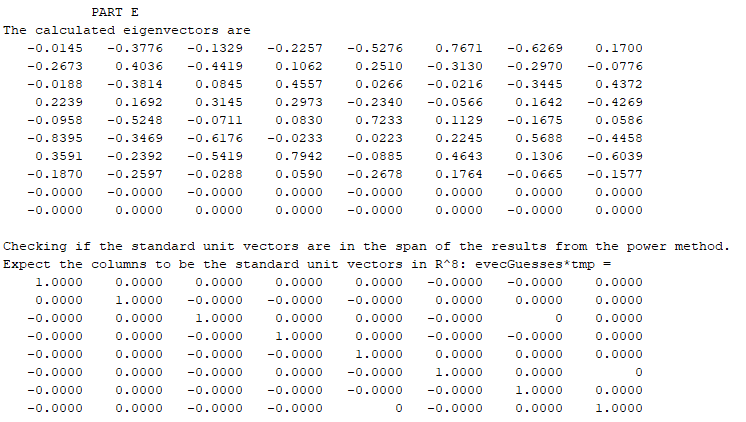 PART E
The calculated eigenvectors are
-0.0145 -0.3776 -0.1329 -0.2257 -0.5276 0.7671 -0.6269 0.1700
-0.2673 0.4036 -0.4419 0.1062 0.2510 -0.3130 -0.2970 -0.0776
-0.0188 -0.3814 0.0845 0.4557 0.0266 -0.0216 -0.3445 0.4372
0.2239 0.1692 0.3145 0.2973 -0.2340 -0.0566 0.1642 -0.4269
-0.0958 -0.5248 -0.0711 0.0830 0.7233 0.1129 -0.1675 0.0586
-0.8395 -0.3469 -0.6176 -0.0233 0.0223 0.2245 0.5688 -0.4458
0.3591 -0.2392 -0.5419 0.7942 -0.0885 0.4643 0.1306 -0.6039
-0.1870 -0.2597 -0.0288 0.0590 -0.2678 0.1764 -0.0665 -0.1577
-0.0000 -0.0000 -0.0000 0.0000 -0.0000 0.0000 0.0000 0.0000
-0.0000 0.0000 0.0000 0.0000 -0.0000 0.0000 -0.0000 0.0000
Checking if the standard unit vectors are in the span of the results from the power method.
Expect the columns to be the standard unit vectors in R^8: evecGuesses*tmp =
1.0000 0.0000 0.0000 0.0000 0.0000 -0.0000 -0.0000 0.0000
0.0000 1.0000 -0.0000 -0.0000 -0.0000 0.0000 0.0000 0.0000
-0.0000 0.0000 1.0000 0.0000 0.0000 -0.0000 0 0.0000
-0.0000 0.0000 -0.0000 1.0000 0.0000 -0.0000 -0.0000 0.0000
-0.0000 0.0000 -0.0000 -0.0000 1.0000 0.0000 0.0000 0.0000
-0.0000 0.0000 -0.0000 0.0000 -0.0000 1.0000 0.0000 0
-0.0000 0.0000 -0.0000 -0.0000 -0.0000 -0.0000 1.0000 0.0000
-0.0000 0.0000 -0.0000 -0.0000 0 -0.0000 0.0000 1.0000